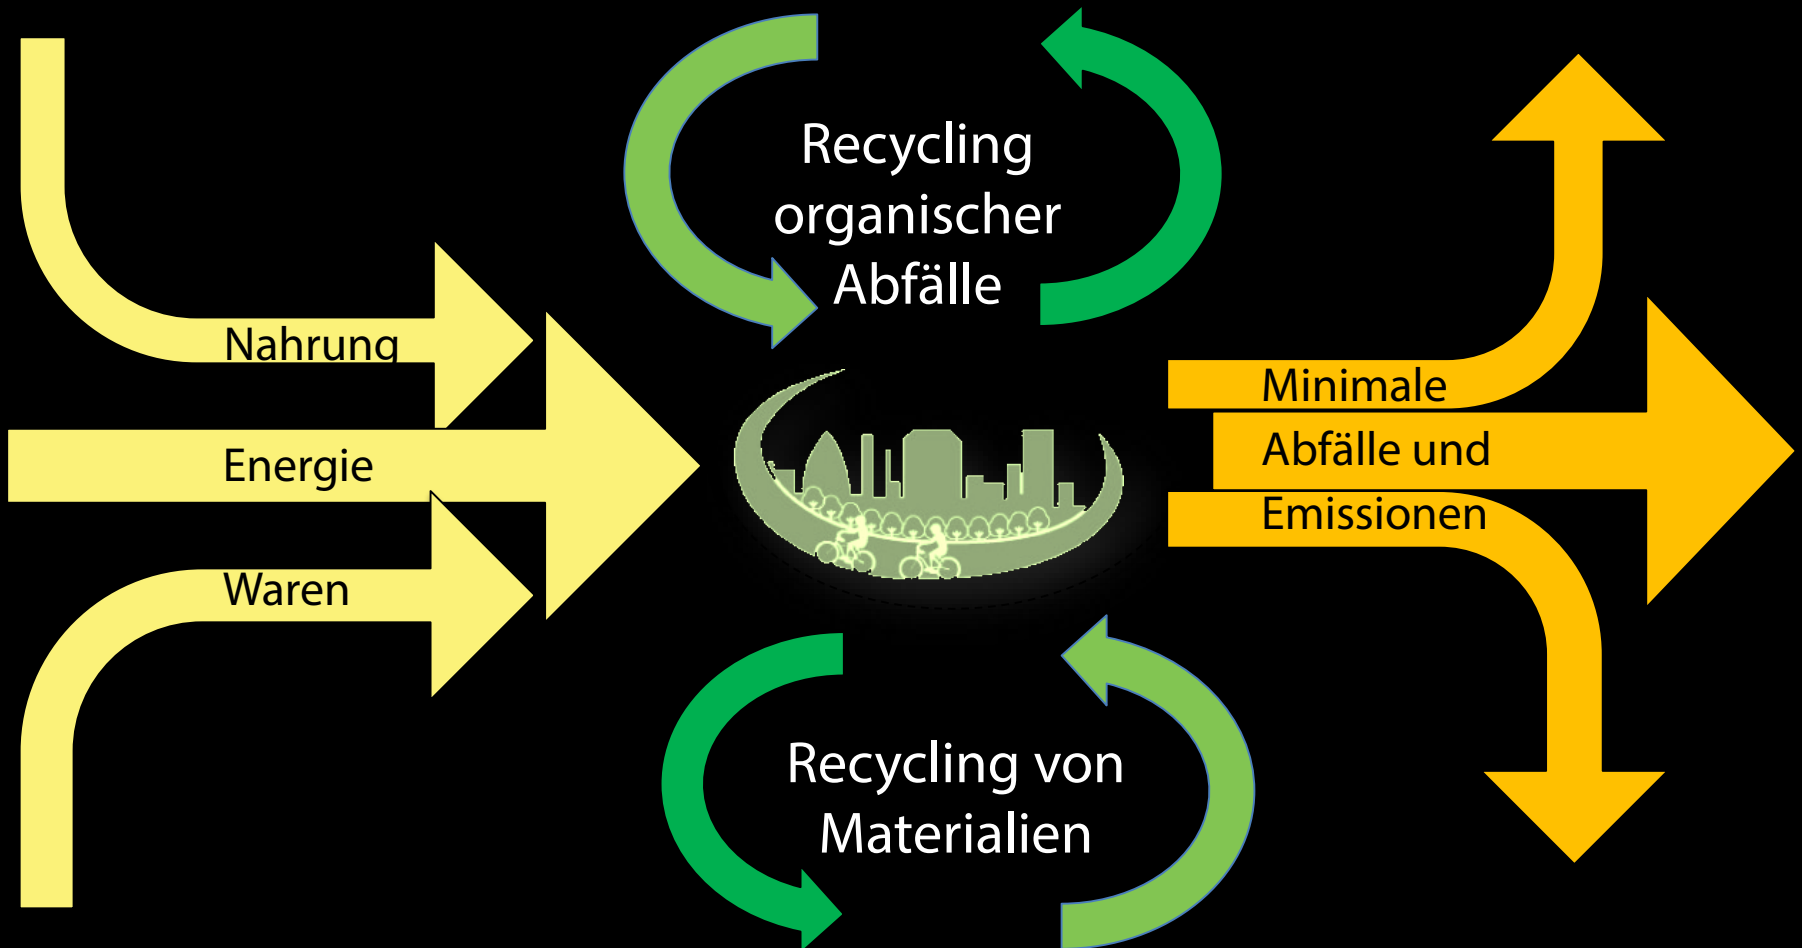 Nahrung
Energie
Waren
Recycling
organischer
Abfälle
Recycling von
Materialien
Minimale
Abfälle und
Emissionen